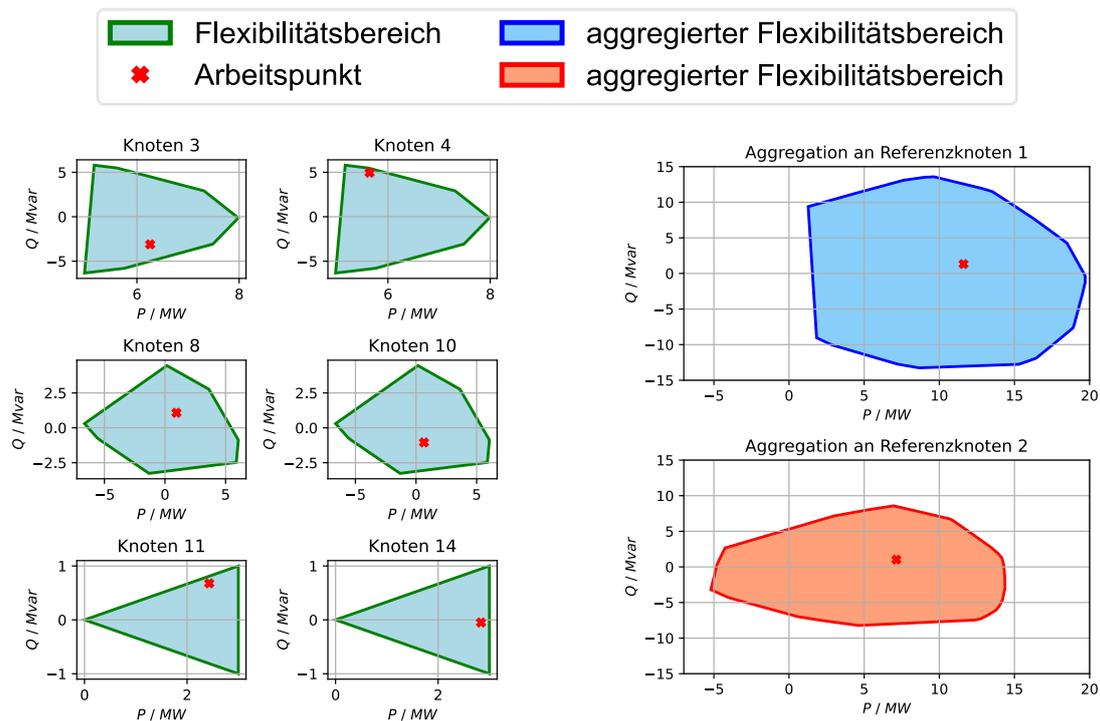 Flexibilitätsbereich
aggregierter Flexibilitätsbereich
Arbeitspunkt
aggregierter Flexibilitätsbereich
Knoten 3
5
0
−5
Q / Mvar
6
8
P / MW
Knoten 4
5
0
−5
Q / Mvar
6
8
P / MW
Knoten 8
2.5
0.0
−2.5
Q / Mvar
−5
0
5
P / MW
Knoten 10
2.5
0.0
−2.5
Q / Mvar
−5
0
5
P / MW
Knoten 11
1
0
−1
Q / Mvar
0
2
P / MW
Knoten 14
1
0
−1
Q / Mvar
0
2
P / MW
Aggregation an Referenzknoten 1
15
10
5
0
−5
−10
−15
Q / Mvar
−5
0
5
10
15
20
P / MW
Aggregation an Referenzknoten 2
15
10
5
0
−5
−10
−15
Q / Mvar
−5
0
5
10
15
20
P / MW